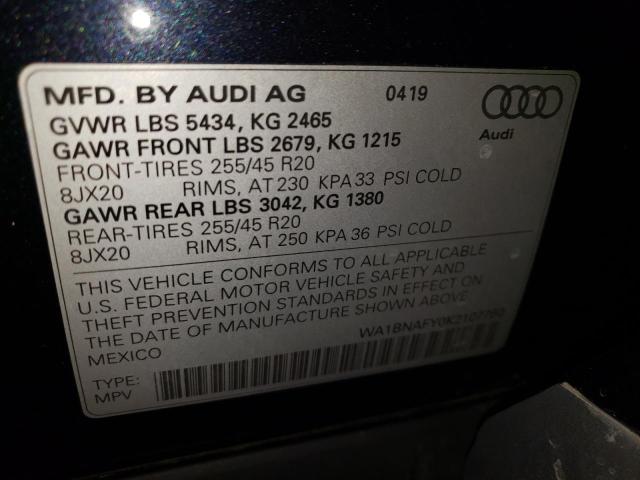 MFD. BY AUDI AG 0419
GVWR LBS 5434, KG 2465
Audi
GAWR FRONT LBS 2679, KG 1215
FRONT-TIRES 255/45 R20
8JX20 RIMS, AT 230 KPA 33 PSI COLD
GAWR REAR LBS 3042, KG 1380
REAR-TIRES 255/45 R20
8JX20 RIMS, AT 250 KPA 36 PSI COLD
THIS VEHICLE CONFORMS TO ALL APPLICABLE
U.S. FEDERAL MOTOR VEHICLE SAFETY AND
THEFT PREVENTION STANDARDS IN EFFECT ON
THE DATE OF MANUFACTURE SHOWN ABOVE.
MEXICO
TYPE:
MPV